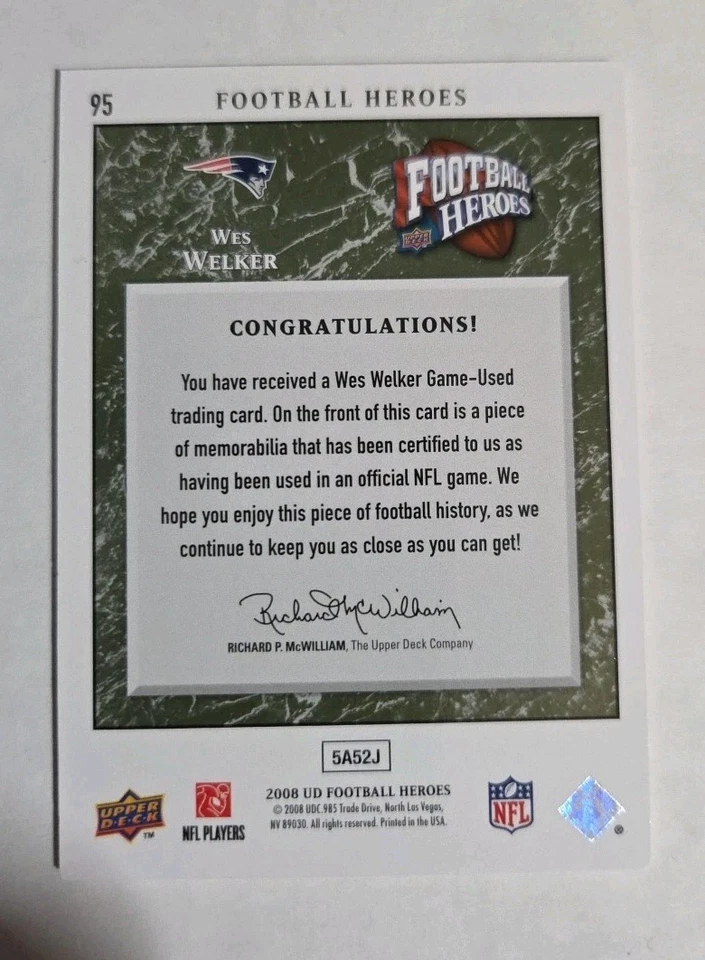 95 FOOTBALL HEROES
FOOTBALL
HEROES
WES
WELKER
CONGRATULATIONS!
You have received a Wes Welker Game-Used
trading card. On the front of this card is a piece
of memorabilia that has been certified to us as
having been used in an official NFL game. We
hope you enjoy this piece of football history, as we
continue to keep you as close as you can get!
Richard P McWilliam
RICHARD P. McWILLIAM, The Upper Deck Company
5A52J
UPPER
DECK
TM
NFL PLAYERS
2008 UD FOOTBALL HEROES
© 2008 UDC. 985 Trade Drive, North Las Vegas,
NV 89030. All rights reserved. Printed in the USA.
NFL
®